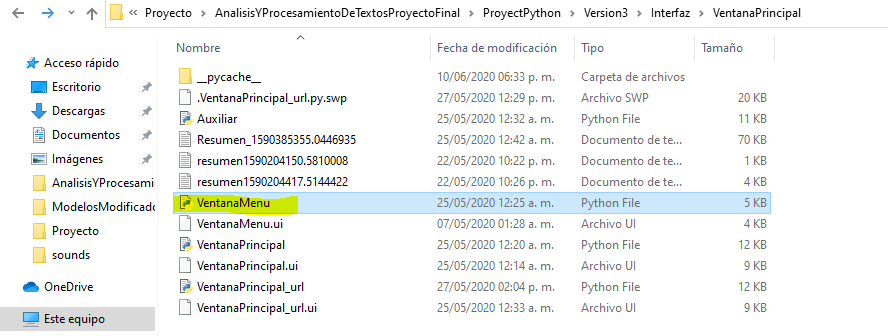 Proyecto > AnalisisYProcesamientoDeTextosProyectoFinal > ProyectPython > Version3 > Interfaz > VentanaPrincipal
Nombre Fecha de modificación Tipo Tamaño
Acceso rápido
Escritorio
Descargas
Documentos
Imágenes
AnalisisYProcesami
ModelosModificado
Proyecto
sounds
OneDrive
Este equipo
__pycache__ 10/06/2020 06:33 p. m. Carpeta de archivos
.VentanaPrincipal_url.py.swp 27/05/2020 12:29 p. m. Archivo SWP 20 KB
Auxiliar 25/05/2020 12:32 a. m. Python File 11 KB
Resumen_1590385355.0446935 25/05/2020 12:42 a. m. Documento de te... 70 KB
resumen1590204150.5810008 22/05/2020 10:22 p. m. Documento de te... 1 KB
resumen1590204417.5144422 22/05/2020 10:26 p. m. Documento de te... 4 KB
VentanaMenu 25/05/2020 12:25 a. m. Python File 5 KB
VentanaMenu.ui 07/05/2020 01:28 a. m. Archivo UI 4 KB
VentanaPrincipal 25/05/2020 12:20 a. m. Python File 12 KB
VentanaPrincipal.ui 25/05/2020 12:14 a. m. Archivo UI 9 KB
VentanaPrincipal_url 27/05/2020 02:04 p. m. Python File 12 KB
VentanaPrincipal_url.ui 25/05/2020 12:33 a. m. Archivo UI 9 KB